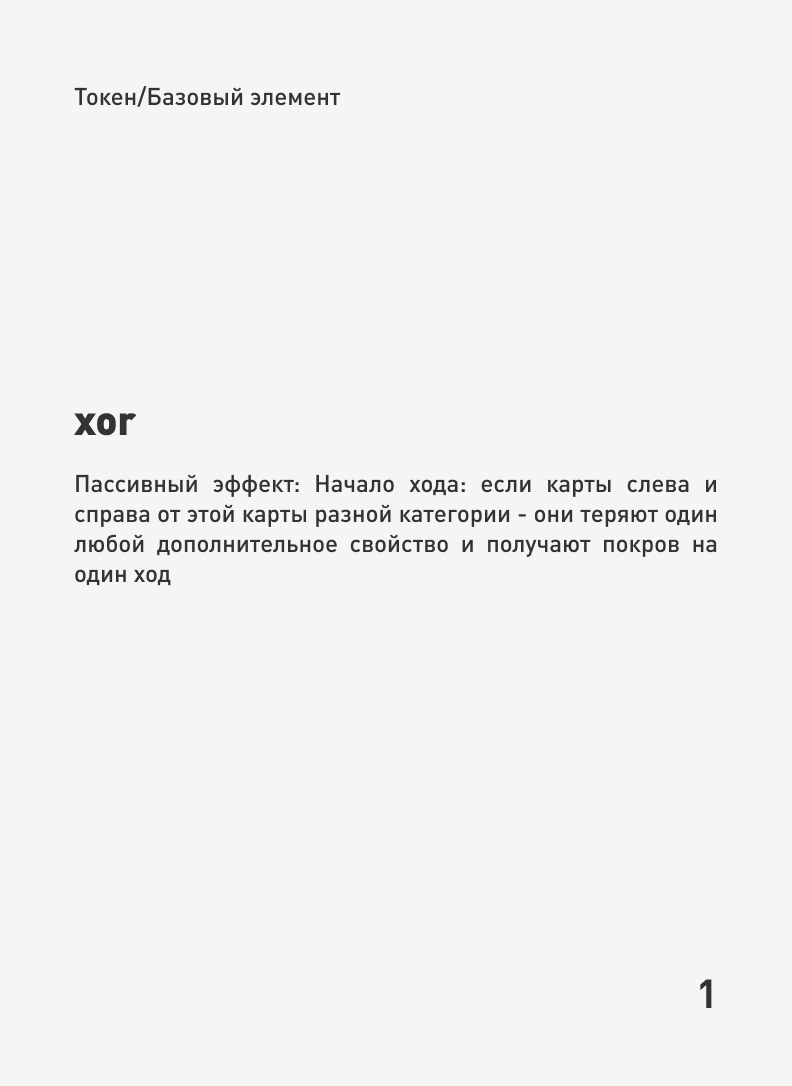 Токен/Базовый элемент
xor
Пассивный эффект: Начало хода: если карты слева и
справа от этой карты разной категории - они теряют один
любой дополнительное свойство и получают покров на
один ход
1